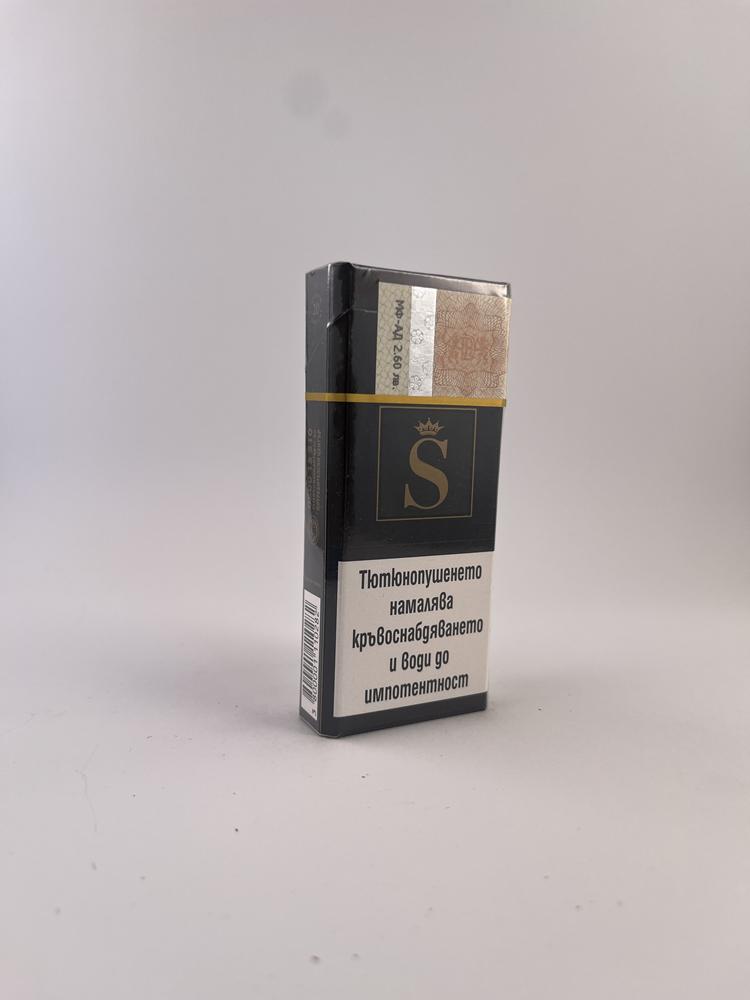 МФ-АД 2.60 лв.
S
Тютюнопушенето
намалява
кръвоснабдяването
и води до
импотентност